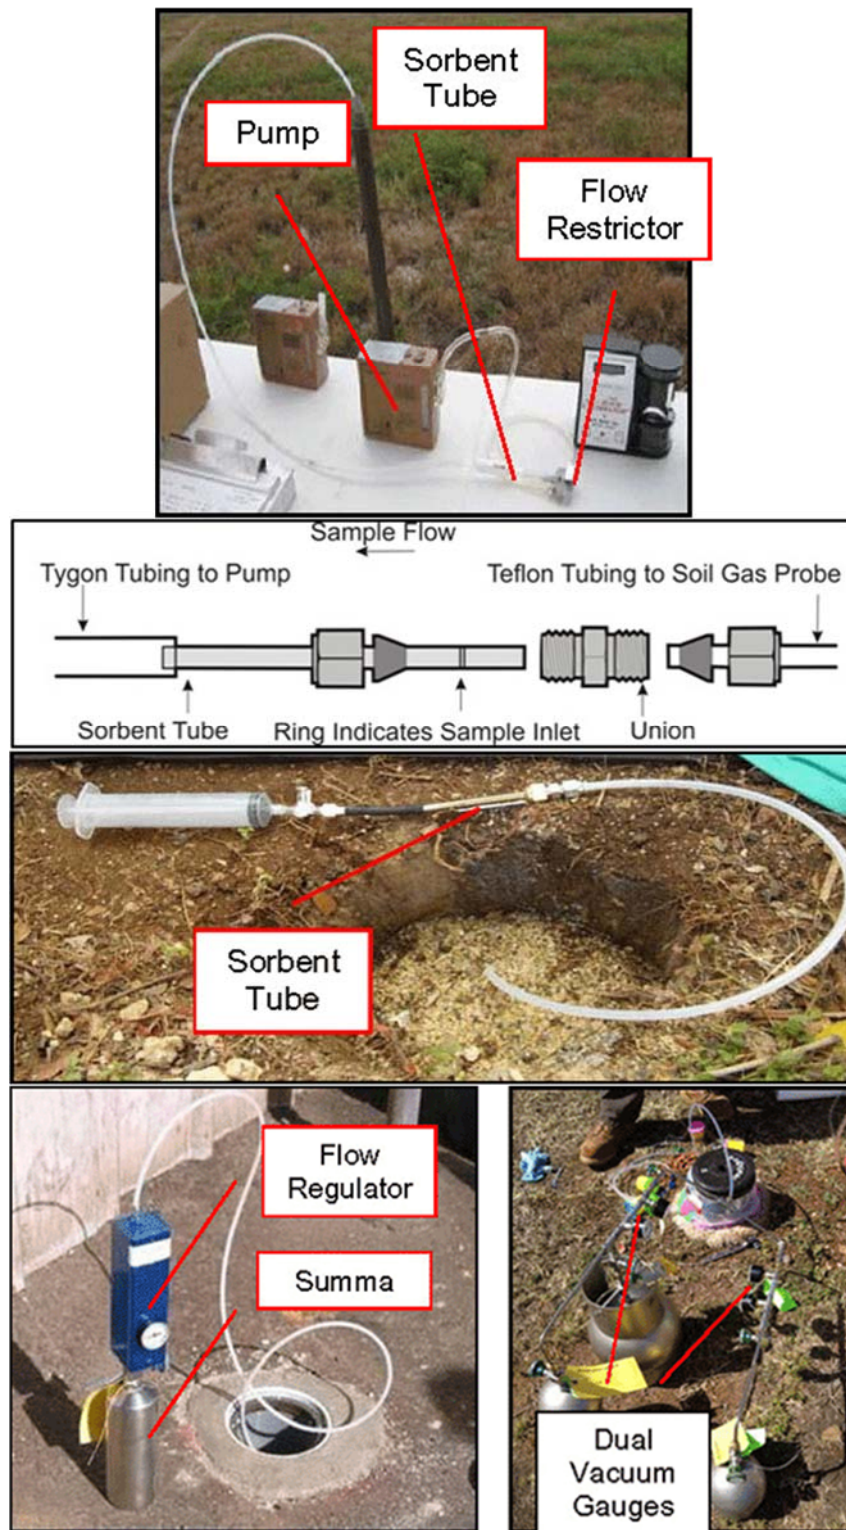 Sorbent
Tube
Pump
Flow
Restrictor
Sample Flow
Tygon Tubing to Pump
Teflon Tubing to Soil Gas Probe
Sorbent Tube
Ring Indicates Sample Inlet
Union
Sorbent
Tube
Flow
Regulator
Summa
Dual
Vacuum
Gauges